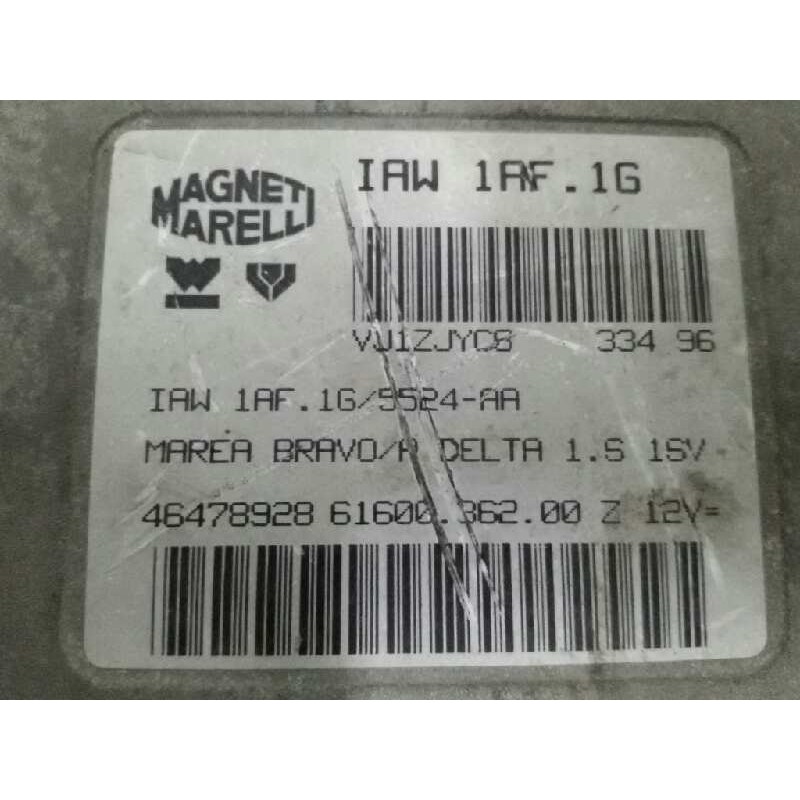 MAGNETI
MARELLI
IAW 1AF.1G
VJ1ZJYC8 334 96
IAW 1AF.1G/5524-AA
MAREA BRAVO/A DELTA 1.6 16V
46478928 61600.362.00 Z 12V=